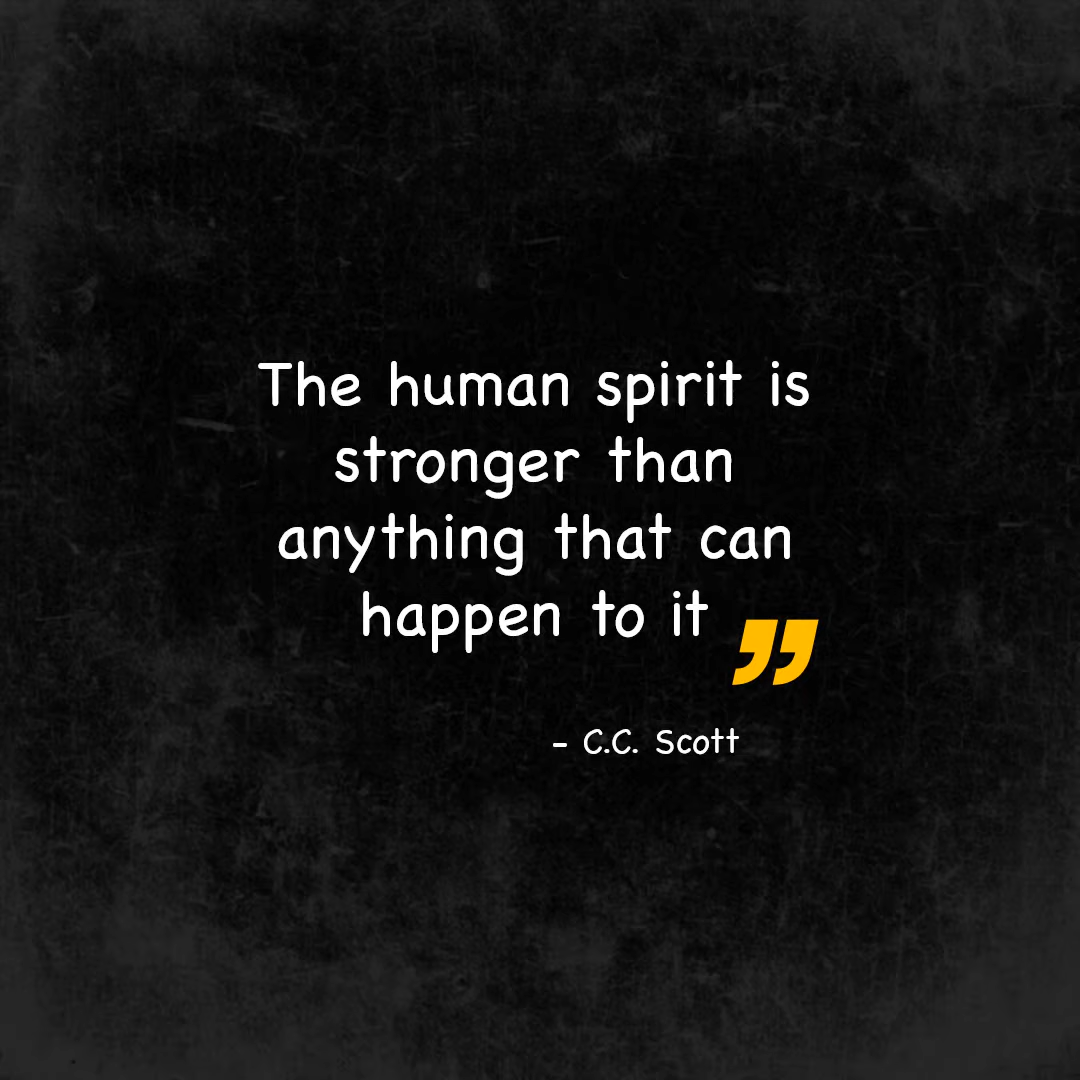 The human spirit is
stronger than
anything that can
happen to it ”
- C.C. Scott